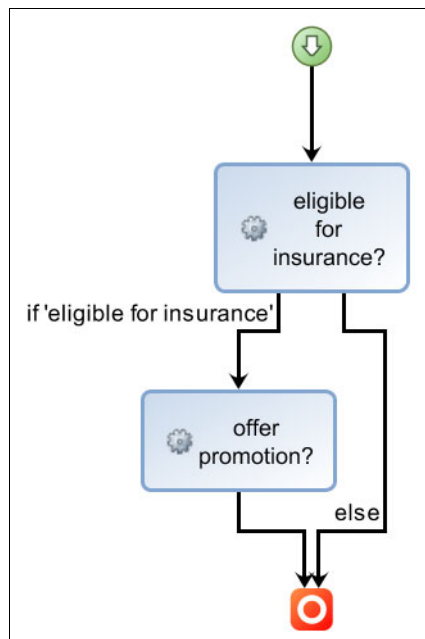 eligible
for
insurance?
if 'eligible for insurance'
offer
promotion?
else